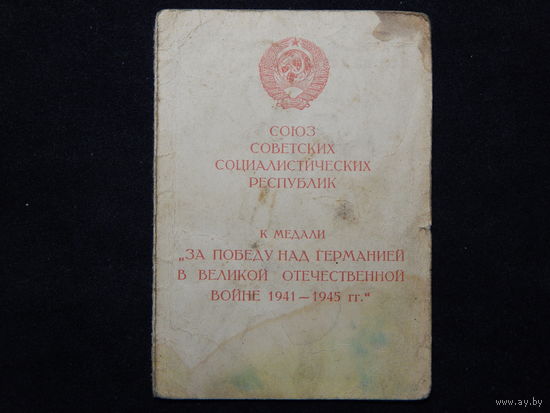 СОЮЗ
СОВЕТСКИХ
СОЦИАЛИСТИЧЕСКИХ
РЕСПУБЛИК
К МЕДАЛИ
„ЗА ПОБЕДУ НАД ГЕРМАНИЕЙ
В ВЕЛИКОЙ ОТЕЧЕСТВЕННОЙ
ВОЙНЕ 1941—1945 гг.“
www.ay.by